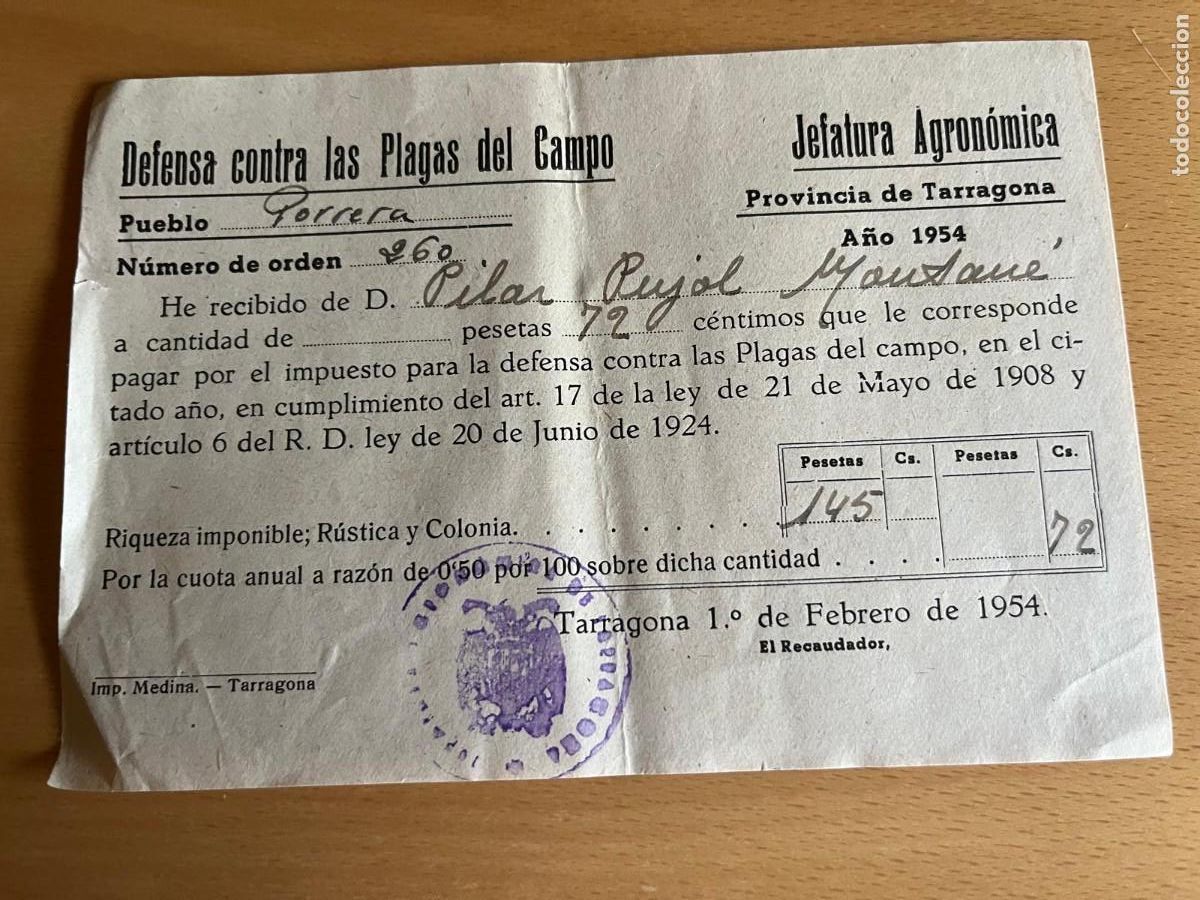 Defensa contra las Plagas del Campo
Pueblo Porrera
Número de orden 260
Jefatura Agronómica
Provincia de Tarragona
Año 1954
He recibido de D. Pilar Pujol Montané
a cantidad de pesetas 72 céntimos que le corresponde
pagar por el impuesto para la defensa contra las Plagas del campo, en el ci-
tado año, en cumplimiento del art. 17 de la ley de 21 de Mayo de 1908 y
artículo 6 del R. D. ley de 20 de Junio de 1924.
Pesetas Cs. Pesetas Cs.
Riqueza imponible; Rústica y Colonia. . . . . . . . 145
Por la cuota anual a razón de 0'50 por 100 sobre dicha cantidad . . . . 72
Tarragona 1.º de Febrero de 1954.
El Recaudador,
Imp. Medina. — Tarragona
todocoleccion